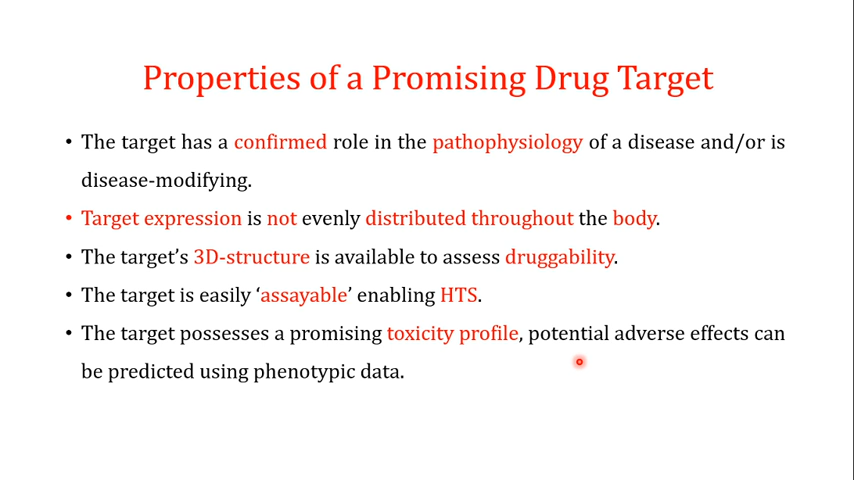 Properties of a Promising Drug Target
• The target has a confirmed role in the pathophysiology of a disease and/or is
disease-modifying.
• Target expression is not evenly distributed throughout the body.
• The target’s 3D-structure is available to assess druggability.
• The target is easily ‘assayable’ enabling HTS.
• The target possesses a promising toxicity profile, potential adverse effects can
be predicted using phenotypic data.